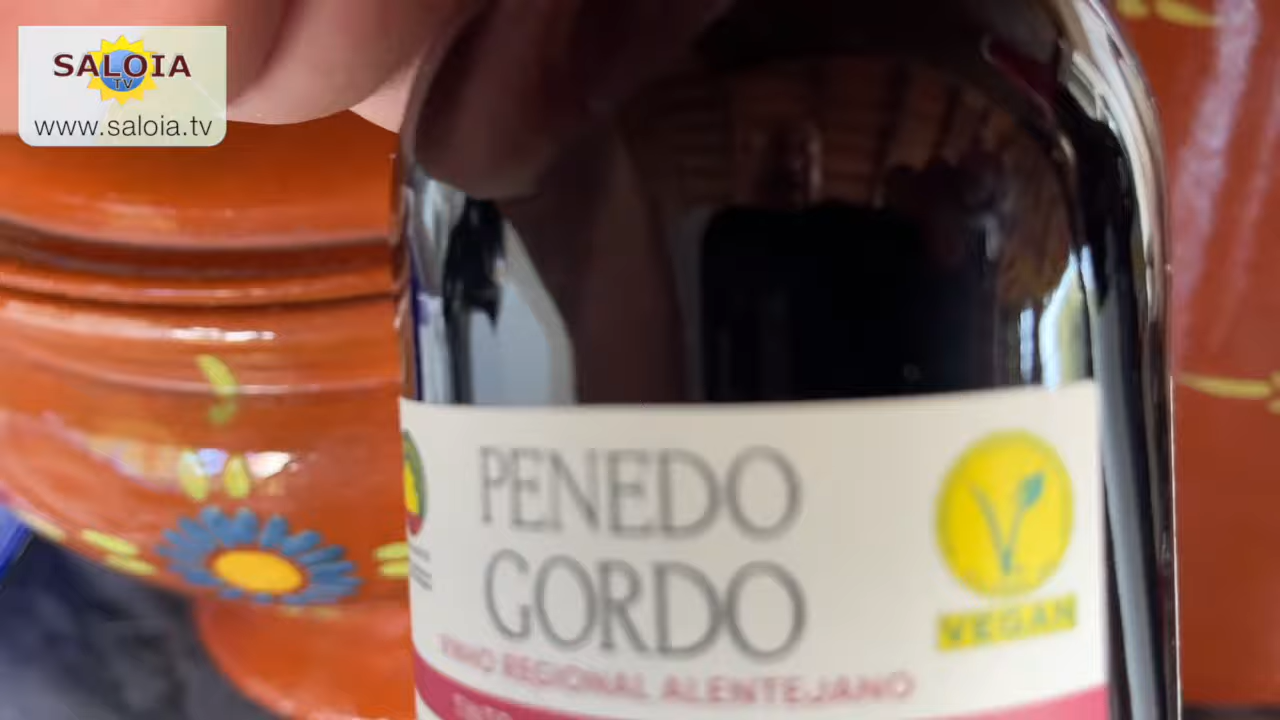 SALOIA
TV
www.saloia.tv
PENEDO
GORDO
VEGAN
VINHO REGIONAL ALENTEJANO